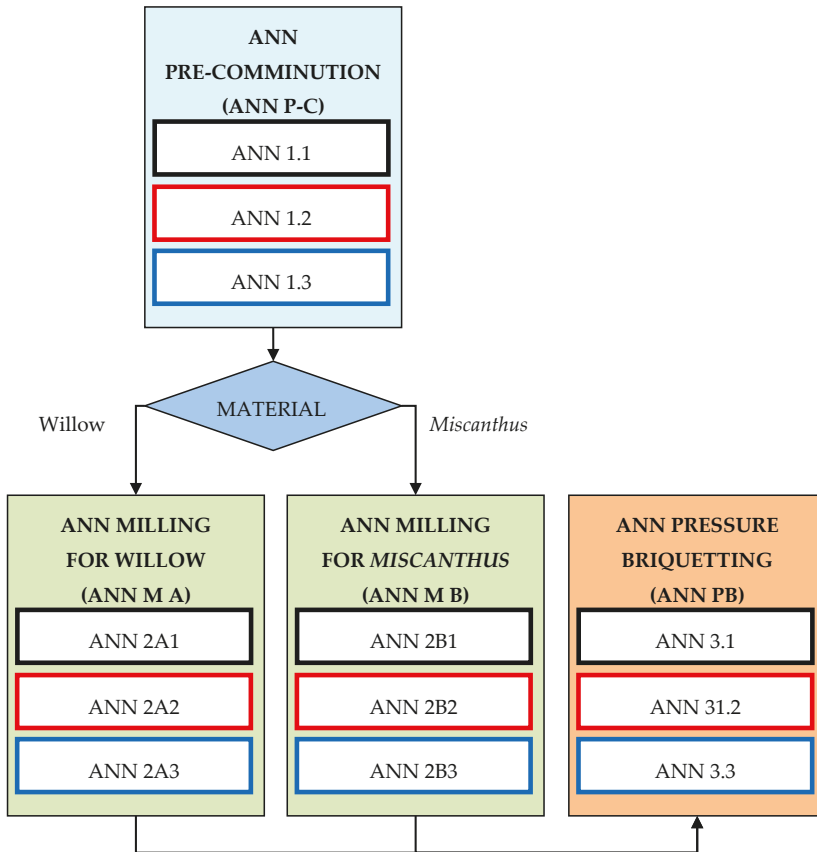 ANN
PRE-COMMINUTION
(ANN P-C)
ANN 1.1
ANN 1.2
ANN 1.3
MATERIAL
Willow
Miscanthus
ANN MILLING
FOR WILLOW
(ANN M A)
ANN 2A1
ANN 2A2
ANN 2A3
ANN MILLING
FOR MISCANTHUS
(ANN M B)
ANN 2B1
ANN 2B2
ANN 2B3
ANN PRESSURE
BRIQUETTING
(ANN PB)
ANN 3.1
ANN 31.2
ANN 3.3